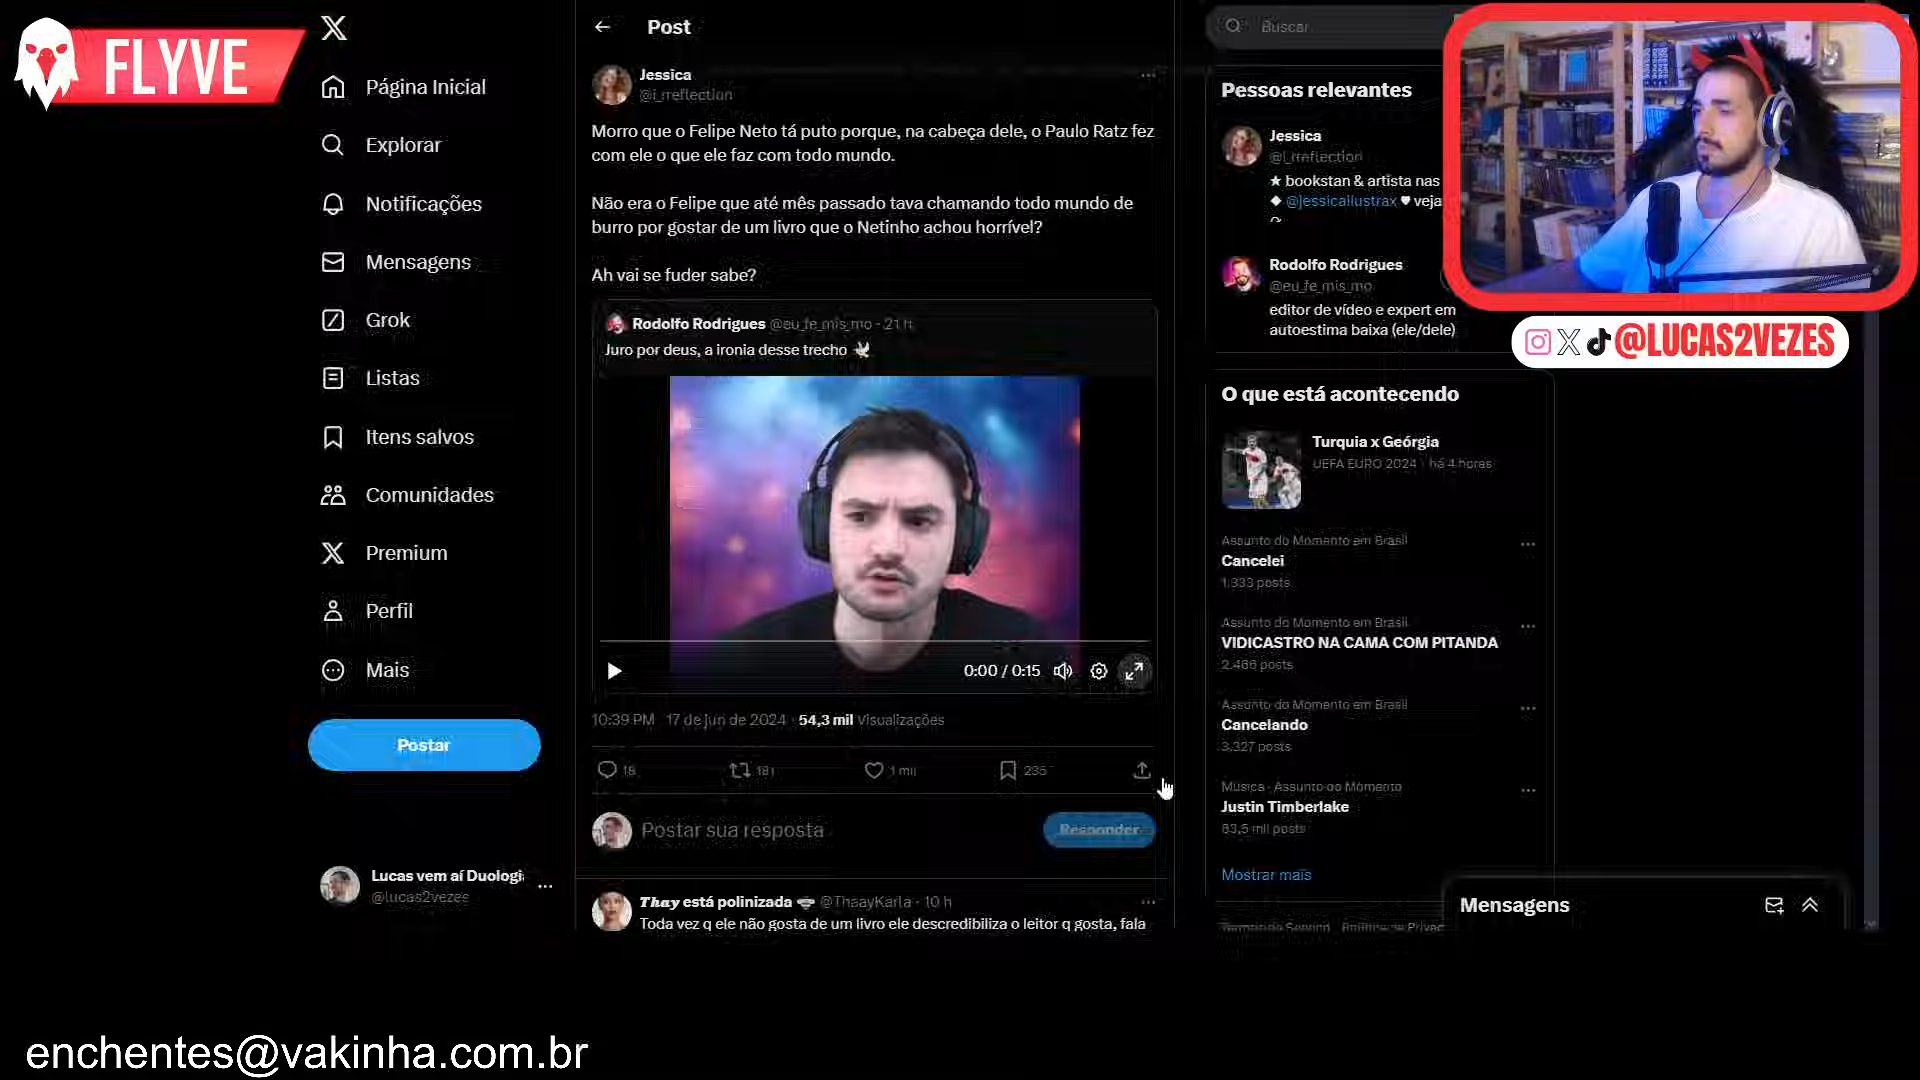 FLYVE
Página Inicial
Explorar
Notificações
Mensagens
Grok
Listas
Itens salvos
Comunidades
Premium
Perfil
Mais
Postar
Lucas vem aí Duologi
@lucas2vezes
Post
Jessica
@i_rreflection
Morro que o Felipe Neto tá puto porque, na cabeça dele, o Paulo Ratz fez
com ele o que ele faz com todo mundo.
Não era o Felipe que até mês passado tava chamando todo mundo de
burro por gostar de um livro que o Netinho achou horrível?
Ah vai se fuder sabe?
Rodolfo Rodrigues @eu_fe_mis_mo · 21 h
Juro por deus, a ironia desse trecho 🕊️
0:00 / 0:15
10:39 PM · 17 de jun de 2024 · 54,3 mil Visualizações
18 181 1 mil 235
Postar sua resposta
Responder
Thay está polinizada @ThaayKarla · 10 h
Toda vez q ele não gosta de um livro ele descredibiliza o leitor q gosta, fala
Buscar
Pessoas relevantes
Jessica
@i_rreflection
★ bookstan & artista nas
◆ @jessicailustrax ♥ veja
Rodolfo Rodrigues
@eu_fe_mis_mo
editor de vídeo e expert em
autoestima baixa (ele/dele)
@LUCAS2VEZES
O que está acontecendo
Turquia x Geórgia
UEFA EURO 2024 · há 4 horas
Assunto do Momento em Brasil
Cancelei
1.333 posts
Assunto do Momento em Brasil
VIDICASTRO NA CAMA COM PITANDA
2.466 posts
Assunto do Momento em Brasil
Cancelando
3.327 posts
Música · Assunto do Momento
Justin Timberlake
83,5 mil posts
Mostrar mais
Mensagens
enchentes@vakinha.com.br